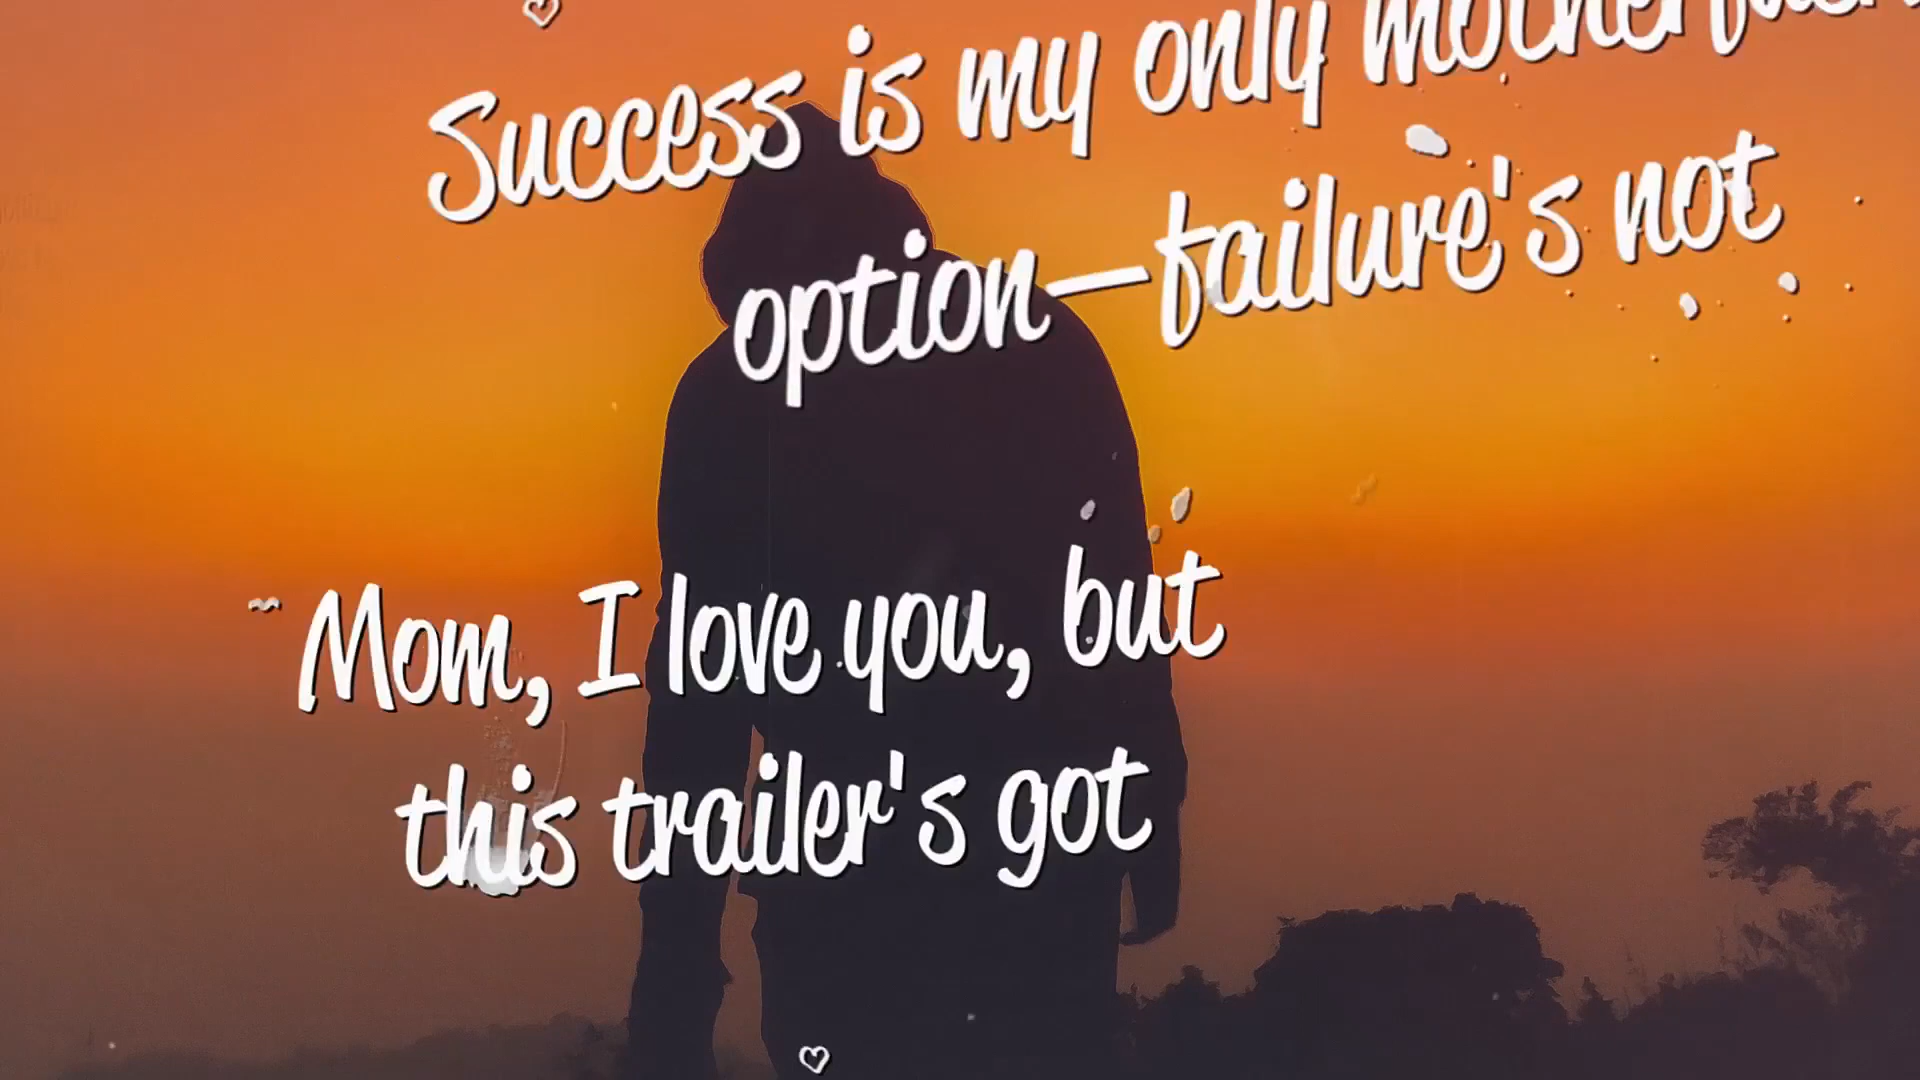 Success is my only
option—failure's not
Mom, I love you, but
this trailer's got